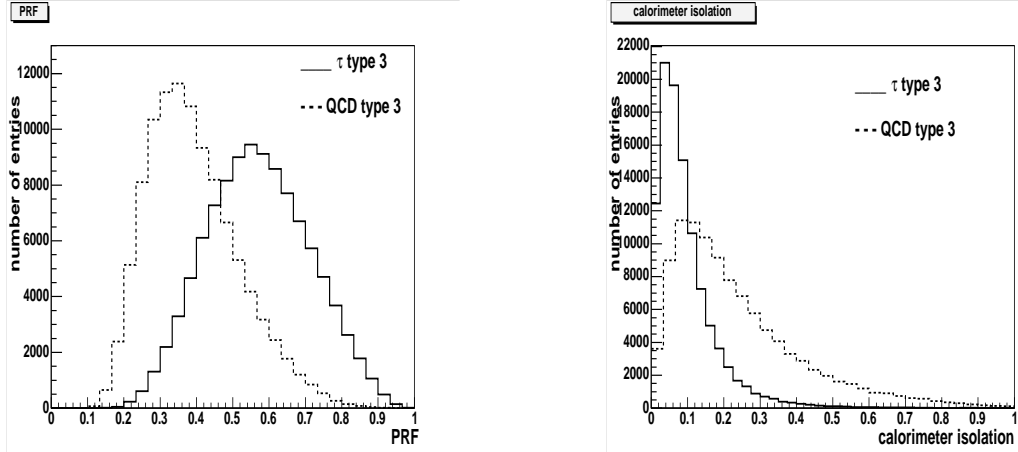 PRF
number of entries
12000
10000
8000
6000
4000
2000
0
τ type 3
QCD type 3
0 0.1 0.2 0.3 0.4 0.5 0.6 0.7 0.8 0.9 1
PRF
calorimeter isolation
number of entries
22000
20000
18000
16000
14000
12000
10000
8000
6000
4000
2000
0
τ type 3
QCD type 3
0 0.1 0.2 0.3 0.4 0.5 0.6 0.7 0.8 0.9 1
calorimeter isolation